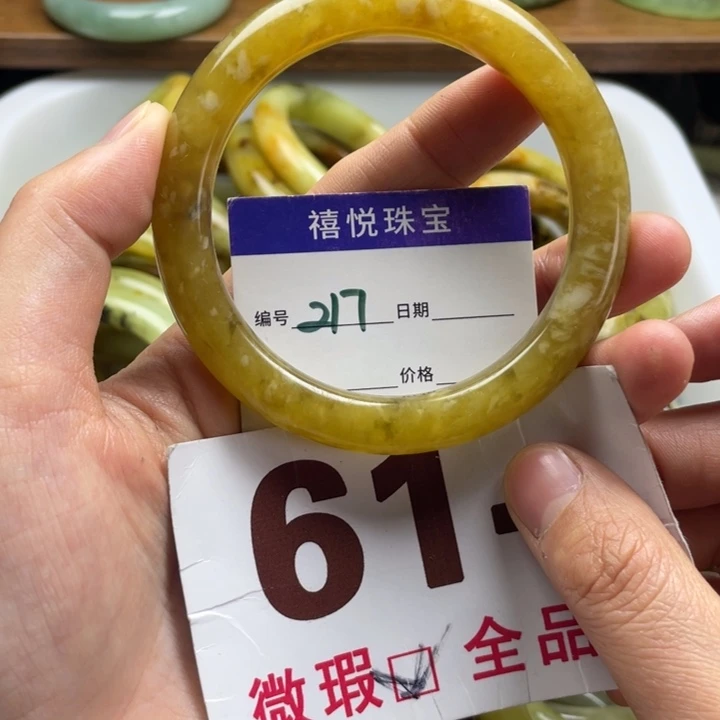 禧悦珠宝
编号 217 日期
价格
61-
微瑕 全品